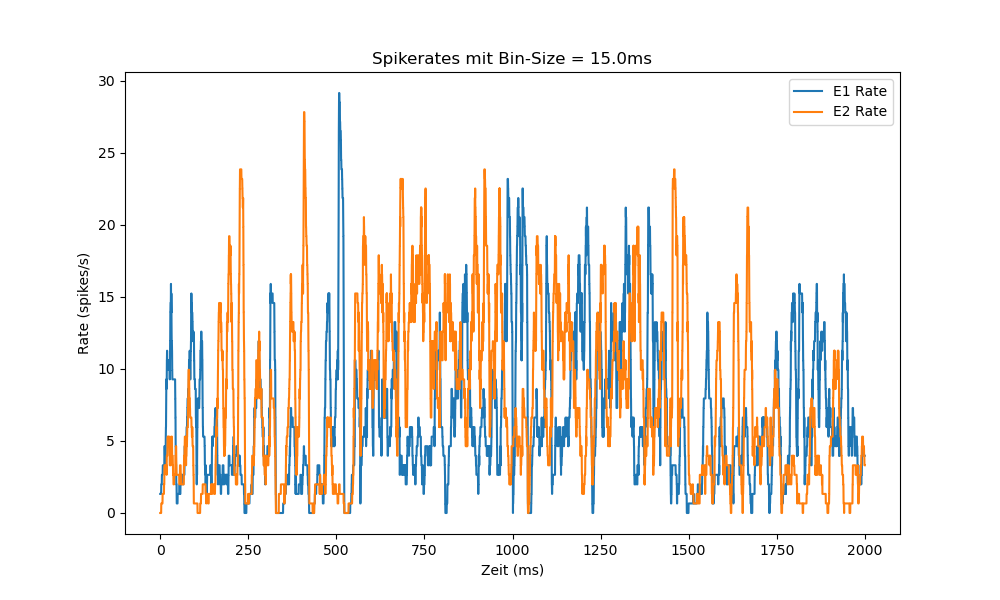 Spikerates mit Bin-Size = 15.0ms
E1 Rate
E2 Rate
Rate (spikes/s)
30
25
20
15
10
5
0
0 250 500 750 1000 1250 1500 1750 2000
Zeit (ms)